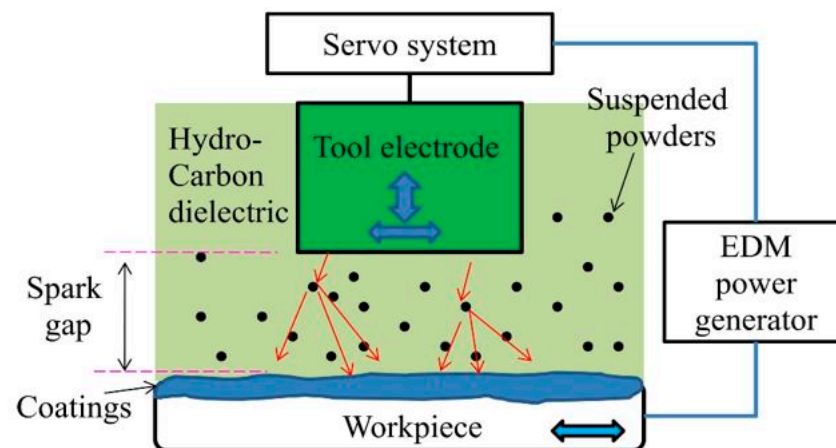 Servo system
Suspended
powders
Hydro-
Carbon
dielectric
Tool electrode
EDM
power
generator
Spark
gap
Coatings
Workpiece